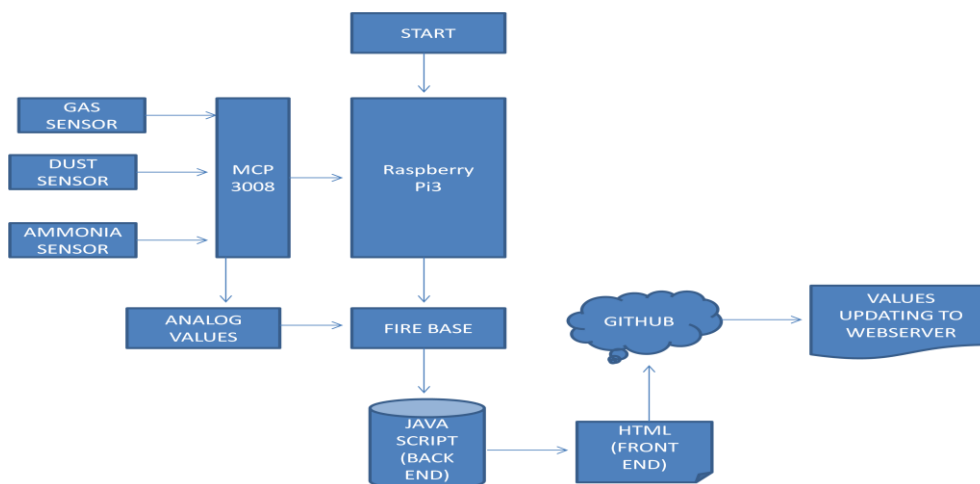 START
GAS
SENSOR
DUST
SENSOR
AMMONIA
SENSOR
MCP
3008
Raspberry
Pi3
ANALOG
VALUES
FIRE BASE
GITHUB
VALUES
UPDATING TO
WEBSERVER
JAVA
SCRIPT
(BACK
END)
HTML
(FRONT
END)